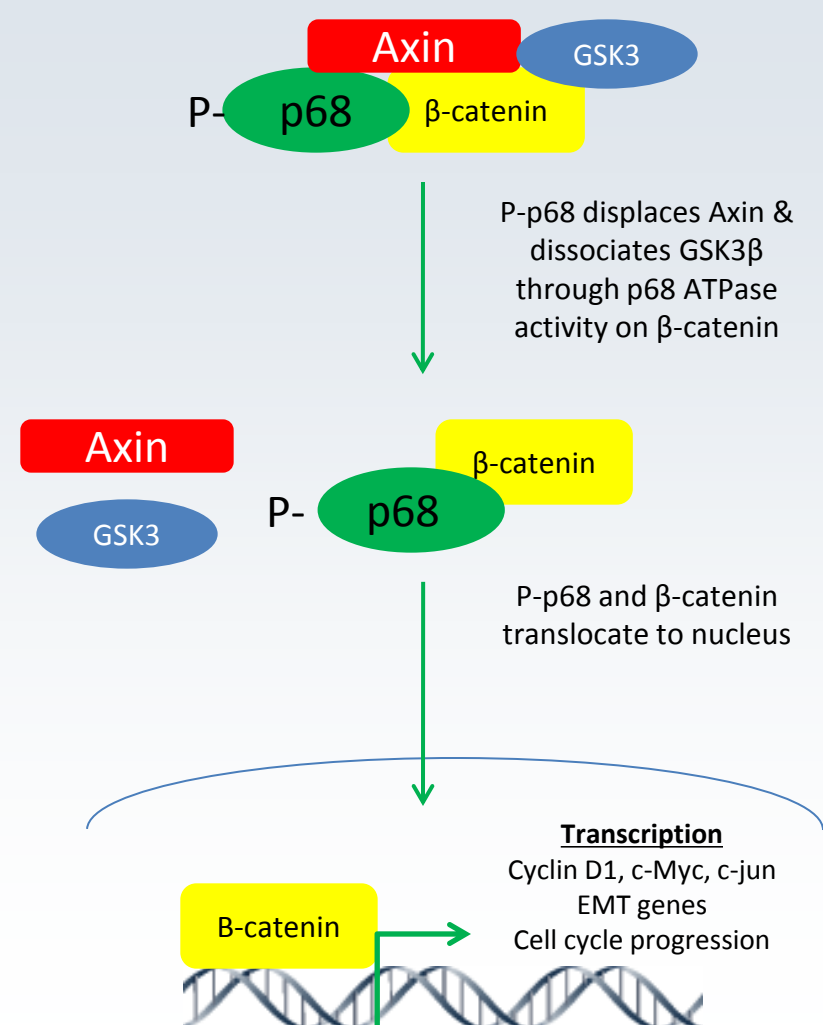 Axin
GSK3
P-
p68
β-catenin
P-p68 displaces Axin &
dissociates GSK3β
through p68 ATPase
activity on β-catenin
Axin
β-catenin
GSK3
P-
p68
P-p68 and β-catenin
translocate to nucleus
Transcription
Cyclin D1, c-Myc, c-jun
EMT genes
Cell cycle progression
B-catenin